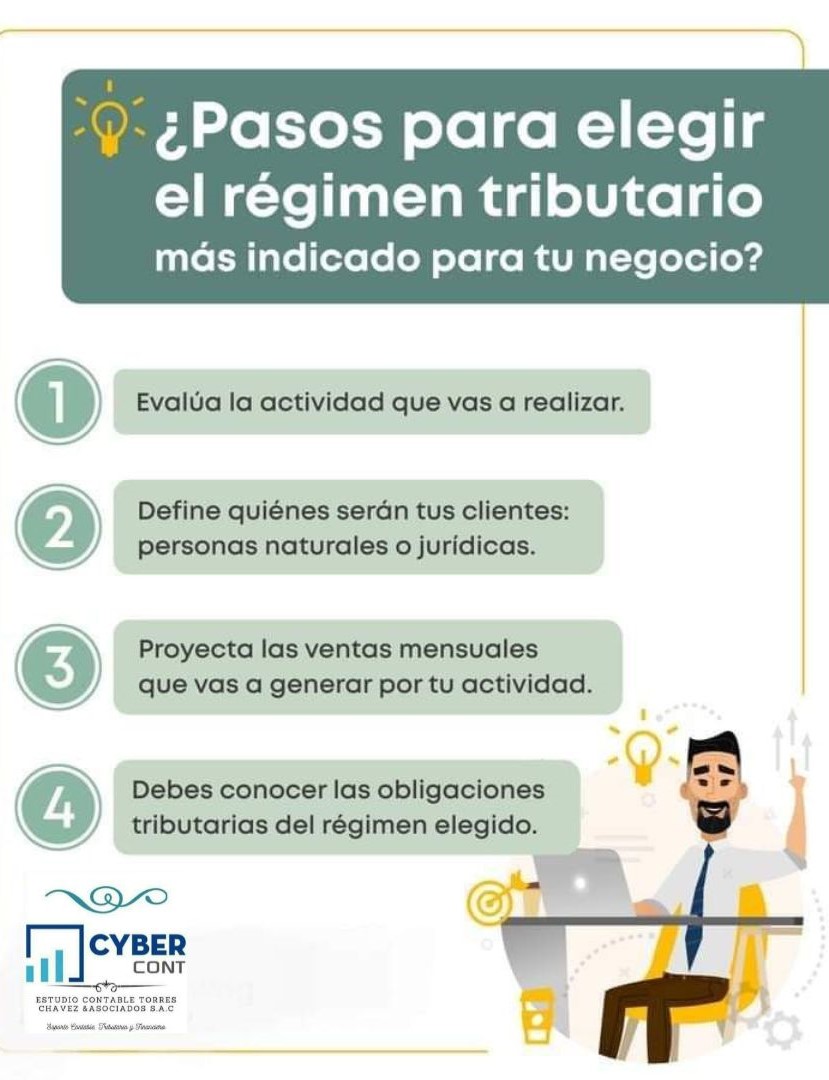 ¿Pasos para elegir
el régimen tributario
más indicado para tu negocio?
1
Evalúa la actividad que vas a realizar.
2
Define quiénes serán tus clientes:
personas naturales o jurídicas.
3
Proyecta las ventas mensuales
que vas a generar por tu actividad.
4
Debes conocer las obligaciones
tributarias del régimen elegido.
CYBER
CONT
ESTUDIO CONTABLE TORRES
CHAVEZ &ASOCIADOS S.A.C
Soporte Contable, Tributario y Financiero